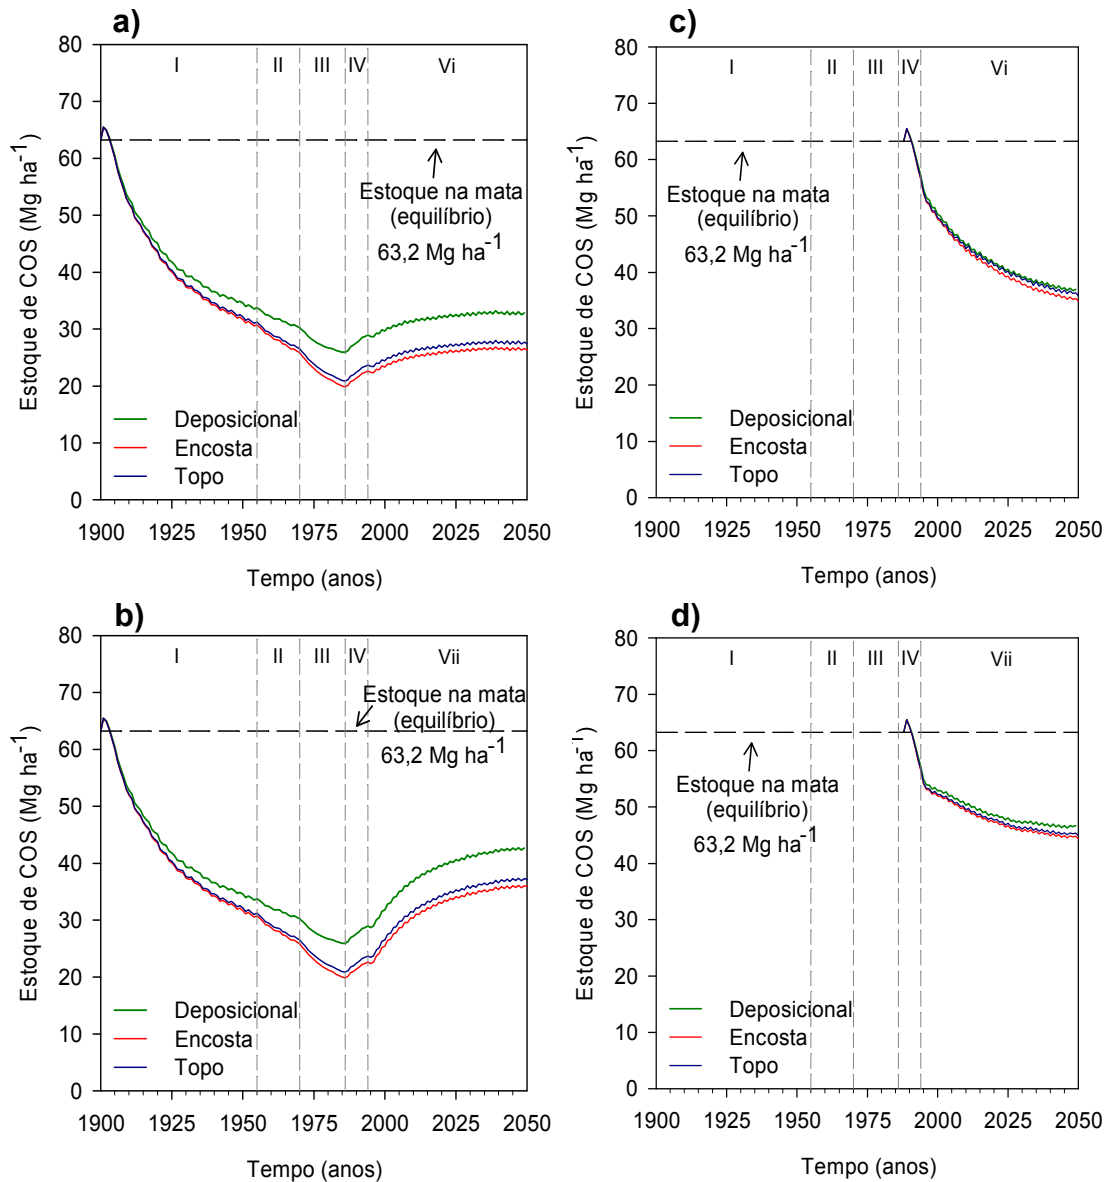 a)
80
70
60
50
40
30
20
10
0
Estoque de COS (Mg ha-1)
I II III IV Vi
Estoque na mata
(equilíbrio)
63,2 Mg ha-1
Deposicional
Encosta
Topo
1900 1925 1950 1975 2000 2025 2050
Tempo (anos)
c)
80
70
60
50
40
30
20
10
0
Estoque de COS (Mg ha-1)
I II III IV Vi
Estoque na mata
(equilíbrio)
63,2 Mg ha-1
Deposicional
Encosta
Topo
1900 1925 1950 1975 2000 2025 2050
Tempo (anos)
b)
80
70
60
50
40
30
20
10
0
Estoque de COS (Mg ha-1)
I II III IV Vii
Estoque na mata
(equilíbrio)
63,2 Mg ha-1
Deposicional
Encosta
Topo
1900 1925 1950 1975 2000 2025 2050
Tempo (anos)
d)
80
70
60
50
40
30
20
10
0
Estoque de COS (Mg ha-1)
I II III IV Vii
Estoque na mata
(equilíbrio)
63,2 Mg ha-1
Deposicional
Encosta
Topo
1900 1925 1950 1975 2000 2025 2050
Tempo (anos)